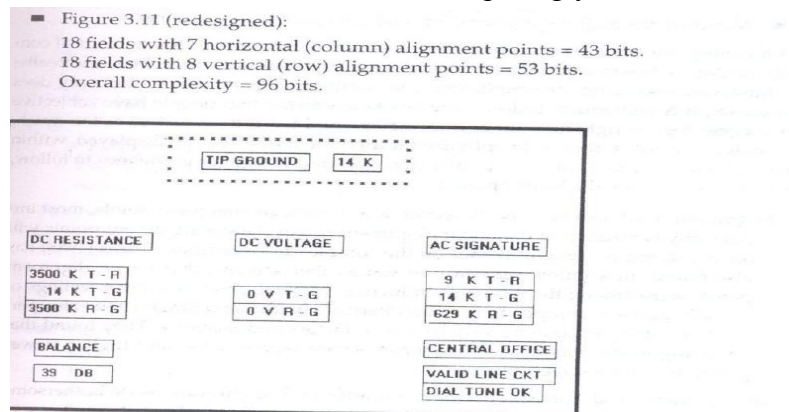 Figure 3.11 (redesigned):
18 fields with 7 horizontal (column) alignment points = 43 bits.
18 fields with 8 vertical (row) alignment points = 53 bits.
Overall complexity = 96 bits.
TIP GROUND 14 K
DC RESISTANCE DC VOLTAGE AC SIGNATURE
3500 K T - R 9 K T - R
14 K T - G 0 V T - G 14 K T - G
3500 K R - G 0 V R - G 629 K R - G
BALANCE CENTRAL OFFICE
39 DB VALID LINE CKT
DIAL TONE OK